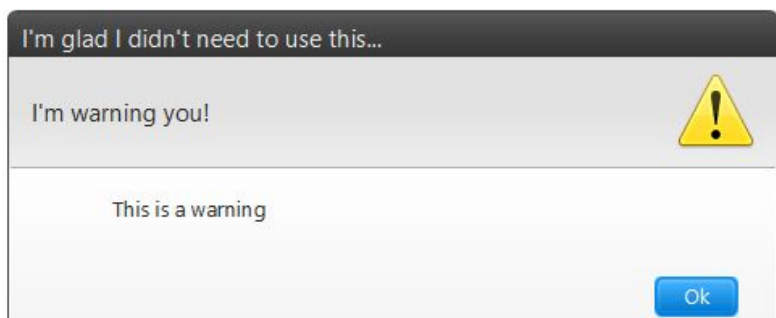 I'm glad I didn't need to use this...
I'm warning you!
This is a warning
Ok